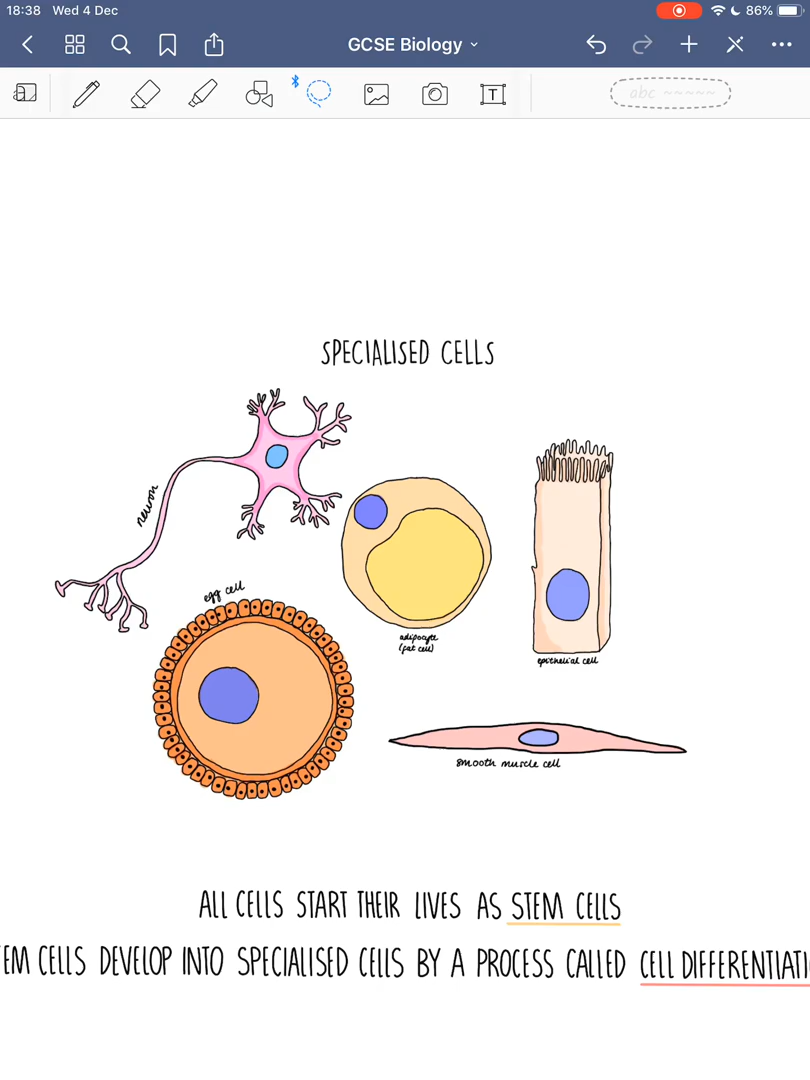 18:38 Wed 4 Dec
86%
GCSE Biology
T
abc
SPECIALISED CELLS
neuron
egg cell
adipocyte
(fat cell)
epithelial cell
smooth muscle cell
ALL CELLS START THEIR LIVES AS STEM CELLS
CELLS DEVELOP INTO SPECIALISED CELLS BY A PROCESS CALLED CELL